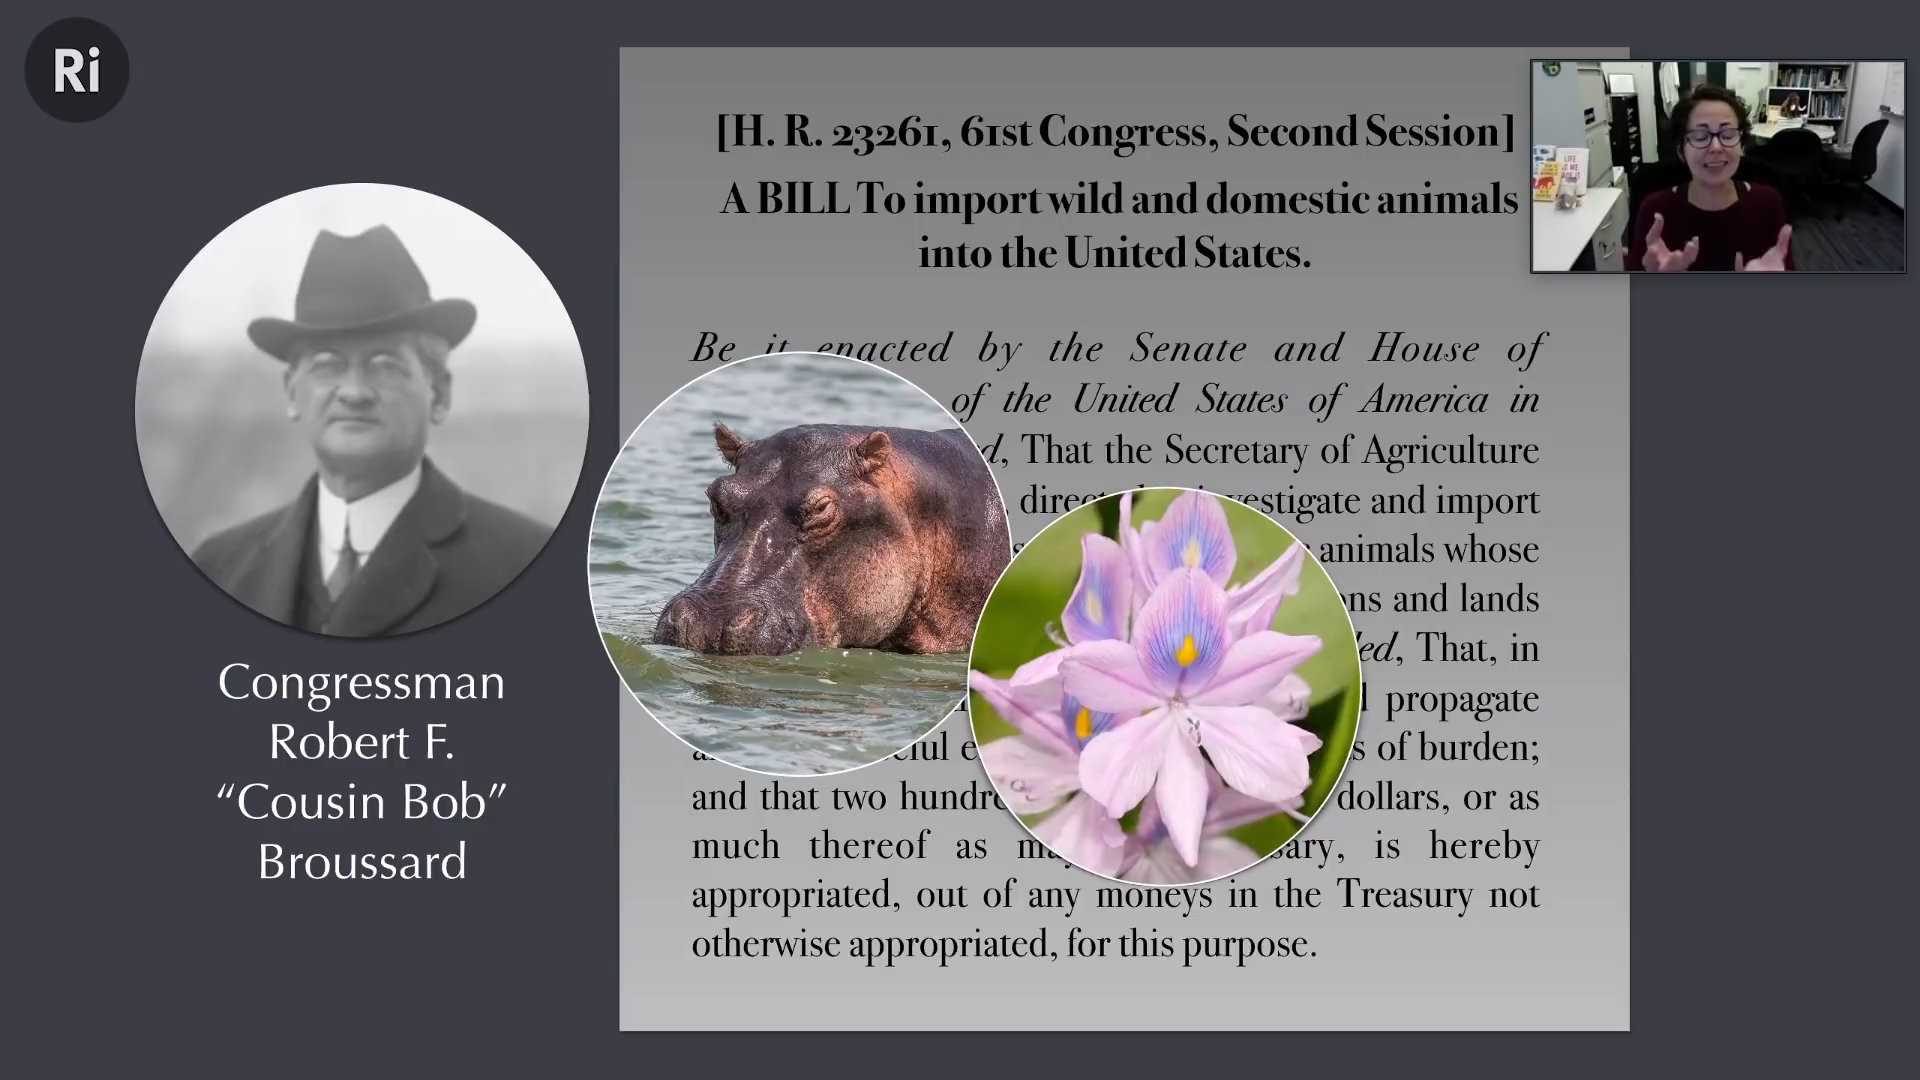 Ri
[H. R. 23261, 61st Congress, Second Session]
A BILL To import wild and domestic animals
into the United States.
Be it enacted by the Senate and House of
of the United States of America in
That the Secretary of Agriculture
and import
animals whose
and lands
That, in
propagate
of burden;
and that two dollars, or as
much thereof as is hereby
appropriated, out of any moneys in the Treasury not
otherwise appropriated, for this purpose.
Congressman
Robert F.
“Cousin Bob”
Broussard
LIFE